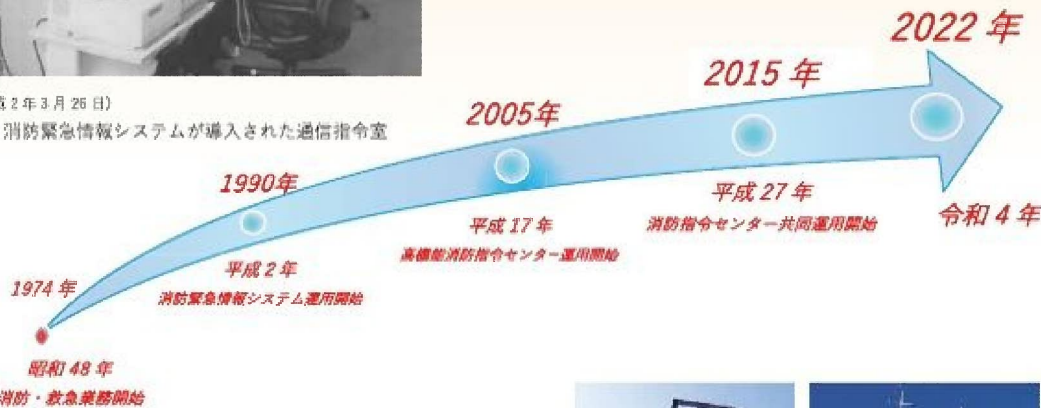 2年3月26日)
消防緊急情報システムが導入された通信指令室
1974年
昭和48年
消防・救急業務開始
1990年
平成2年
消防緊急情報システム運用開始
2005年
平成17年
高機能消防指令センター運用開始
2015年
平成27年
消防指令センター共同運用開始
2022年
令和4年